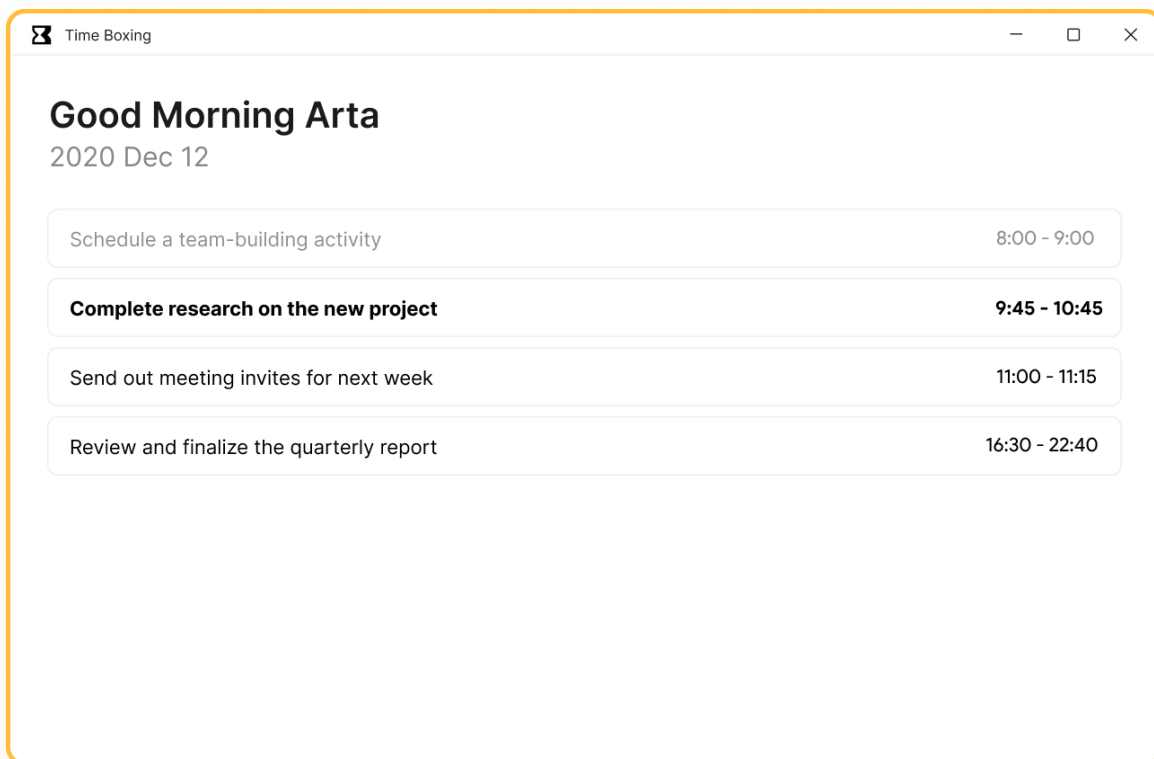 Time Boxing
Good Morning Arta
2020 Dec 12
Schedule a team-building activity 8:00 - 9:00
Complete research on the new project 9:45 - 10:45
Send out meeting invites for next week 11:00 - 11:15
Review and finalize the quarterly report 16:30 - 22:40